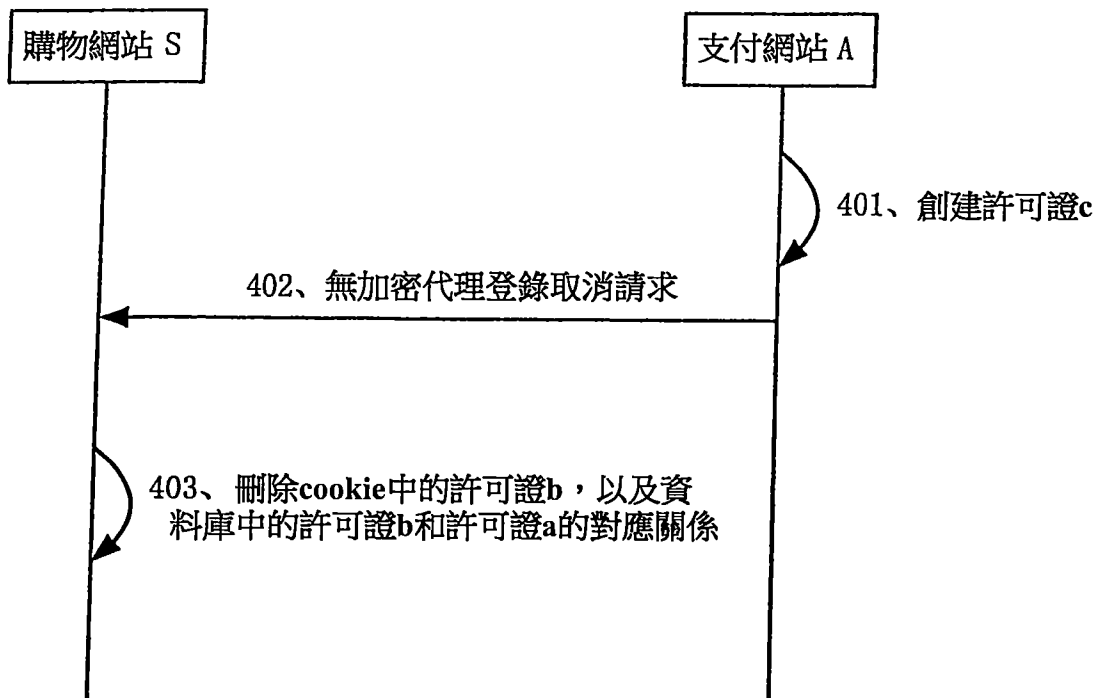 購物網站 S
支付網站 A
401、創建許可證c
402、無加密代理登錄取消請求
403、刪除cookie中的許可證b，以及資
料庫中的許可證b和許可證a的對應關係